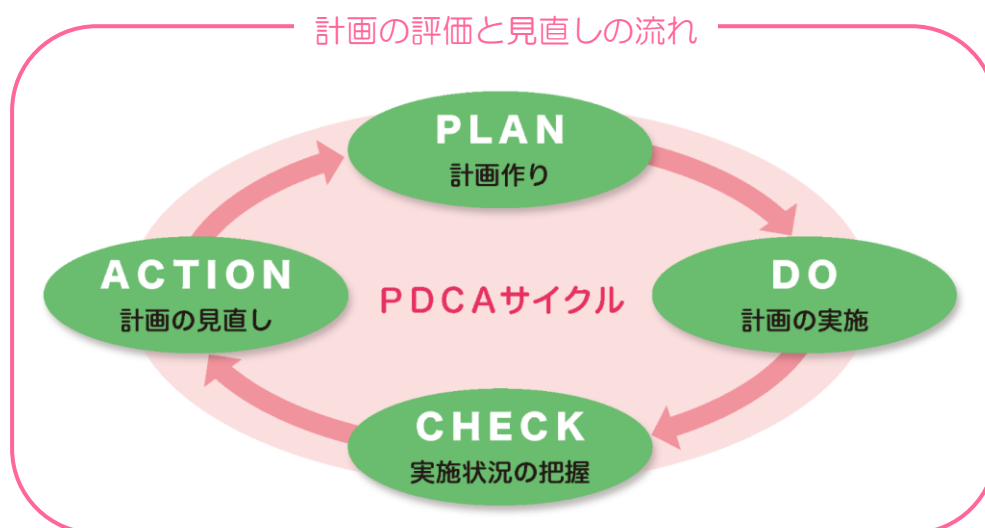 計画の評価と見直しの流れ
PLAN
計画作り
ACTION
計画の見直し
PDCAサイクル
DO
計画の実施
CHECK
実施状況の把握